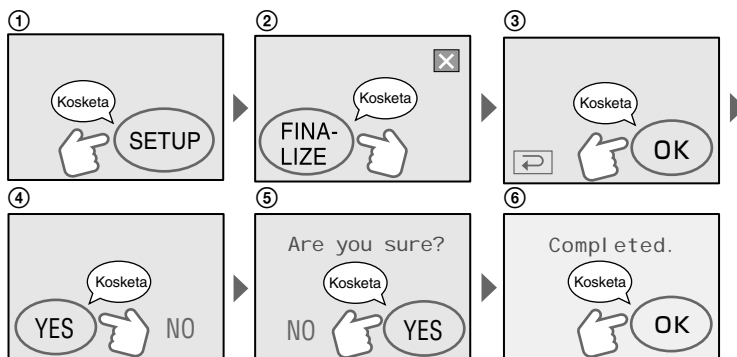 ①
Kosketa
SETUP
②
Kosketa
FINA-
LIZE
③
Kosketa
OK
④
Kosketa
YES
NO
⑤
Are you sure?
Kosketa
NO
YES
⑥
Completed.
Kosketa
OK